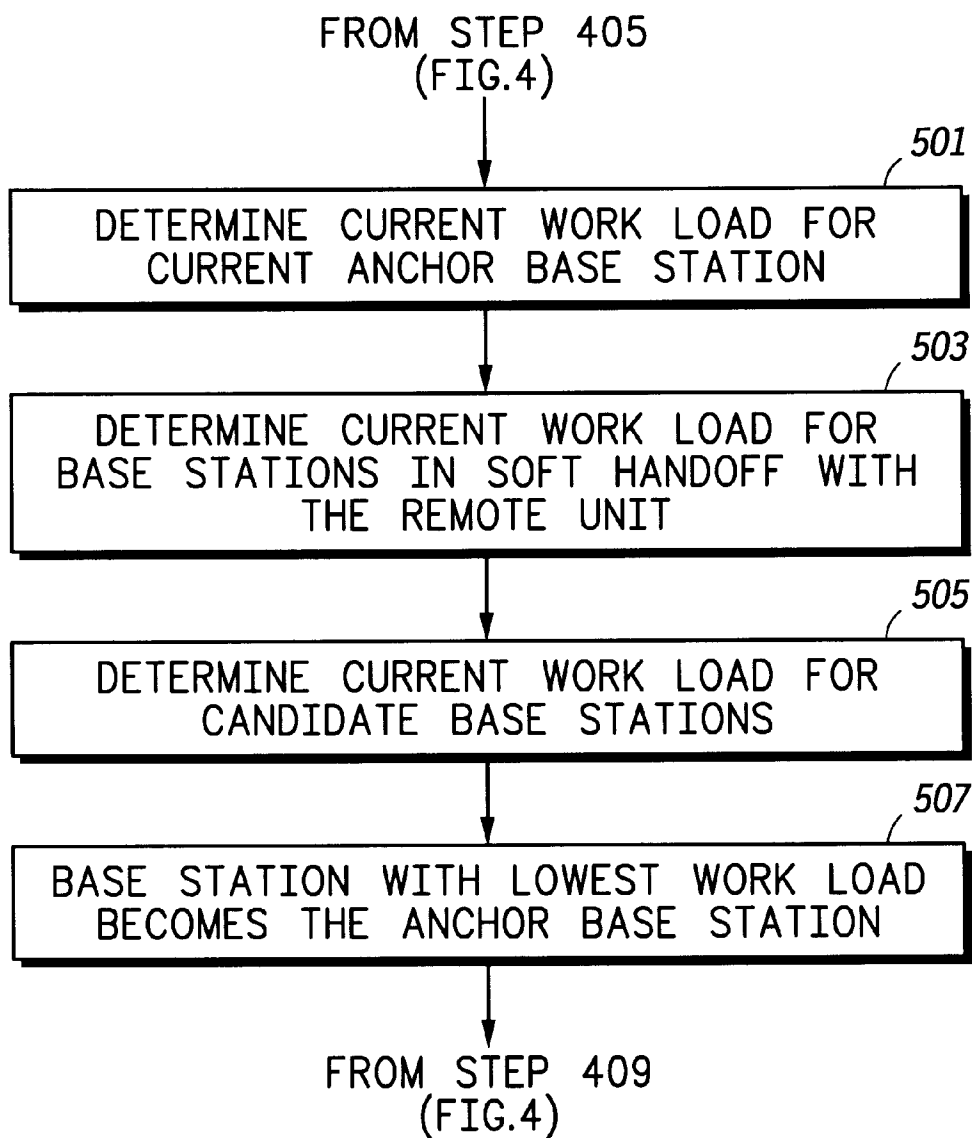 FROM STEP 405
(FIG.4)
501
DETERMINE CURRENT WORK LOAD FOR
CURRENT ANCHOR BASE STATION
503
DETERMINE CURRENT WORK LOAD FOR
BASE STATIONS IN SOFT HANDOFF WITH
THE REMOTE UNIT
505
DETERMINE CURRENT WORK LOAD FOR
CANDIDATE BASE STATIONS
507
BASE STATION WITH LOWEST WORK LOAD
BECOMES THE ANCHOR BASE STATION
FROM STEP 409
(FIG.4)